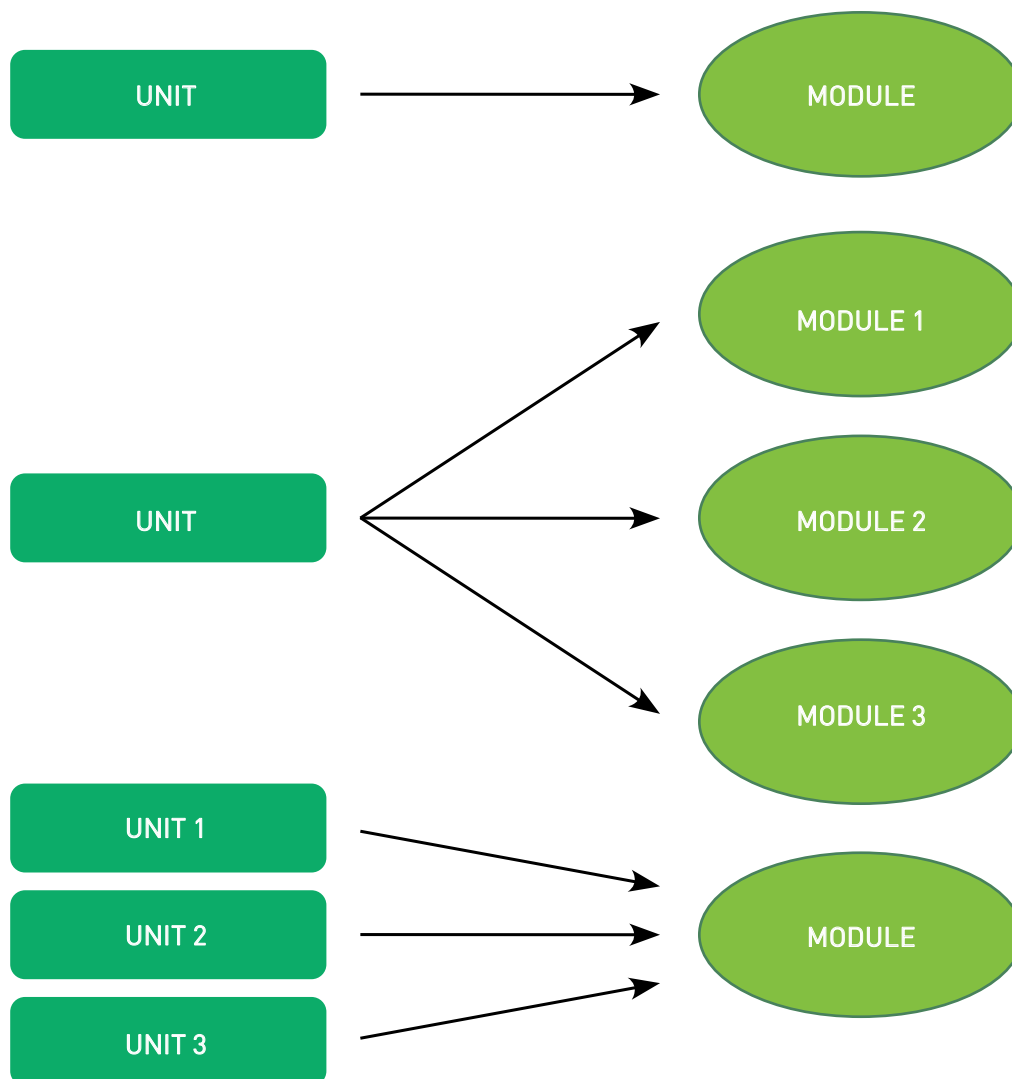 UNIT
MODULE
MODULE 1
UNIT
MODULE 2
MODULE 3
UNIT 1
UNIT 2
MODULE
UNIT 3